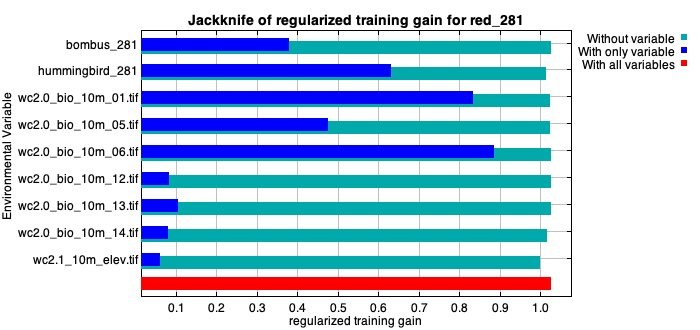 Jackknife of regularized training gain for red_281
Without variable
With only variable
With all variables
Environmental Variable
bombus_281
hummingbird_281
wc2.0_bio_10m_01.tif
wc2.0_bio_10m_05.tif
wc2.0_bio_10m_06.tif
wc2.0_bio_10m_12.tif
wc2.0_bio_10m_13.tif
wc2.0_bio_10m_14.tif
wc2.1_10m_elev.tif
0.1 0.2 0.3 0.4 0.5 0.6 0.7 0.8 0.9 1.0
regularized training gain